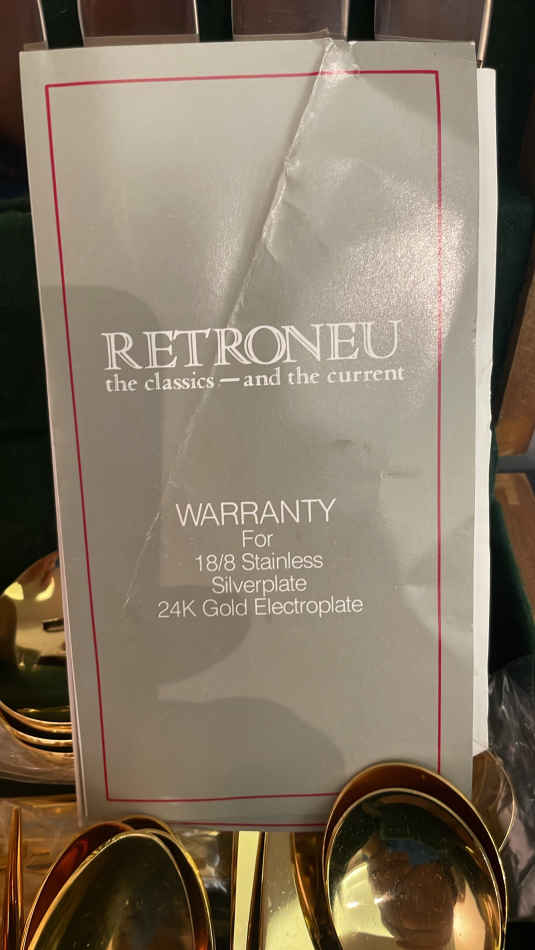 RETRONEU
the classics — and the current
WARRANTY
For
18/8 Stainless
Silverplate
24K Gold Electroplate